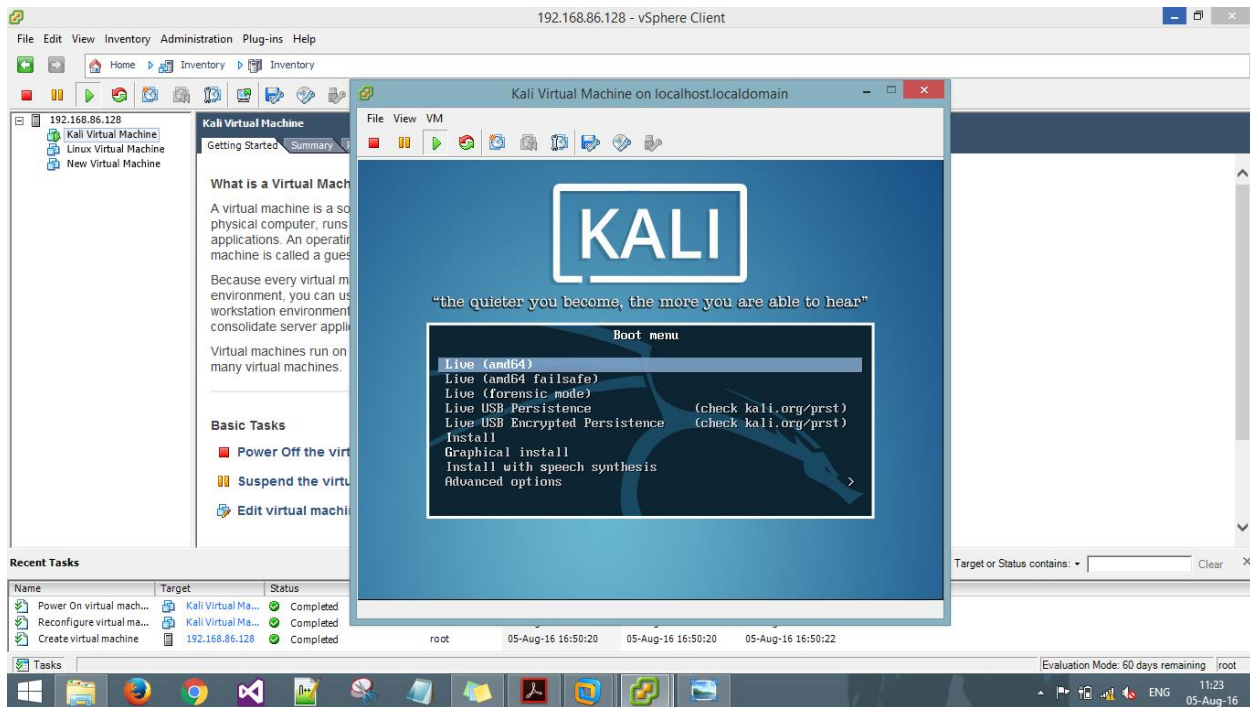 192.168.86.128 - vSphere Client
File Edit View Inventory Administration Plug-ins Help
Home Inventory Inventory
192.168.86.128
Kali Virtual Machine
Linux Virtual Machine
New Virtual Machine
Kali Virtual Machine
Getting Started Summary
What is a Virtual Mach
A virtual machine is a so
physical computer, runs
applications. An operatin
machine is called a gues
Because every virtual m
environment, you can us
workstation environment
consolidate server appli
Virtual machines run on
many virtual machines.
Basic Tasks
Power Off the virt
Suspend the virtu
Edit virtual machi
Kali Virtual Machine on localhost.localdomain
File View VM
KALI
“the quieter you become, the more you are able to hear”
Boot menu
Live (amd64)
Live (amd64 failsafe)
Live (forensic mode)
Live USB Persistence (check kali.org/prst)
Live USB Encrypted Persistence (check kali.org/prst)
Install
Graphical install
Install with speech synthesis
Advanced options >
Recent Tasks
Target or Status contains: Clear
Name Target Status
Power On virtual mach... Kali Virtual Ma... Completed
Reconfigure virtual ma... Kali Virtual Ma... Completed
Create virtual machine 192.168.86.128 Completed root 05-Aug-16 16:50:20 05-Aug-16 16:50:20 05-Aug-16 16:50:22
Tasks
Evaluation Mode: 60 days remaining root
ENG 11:23
05-Aug-16